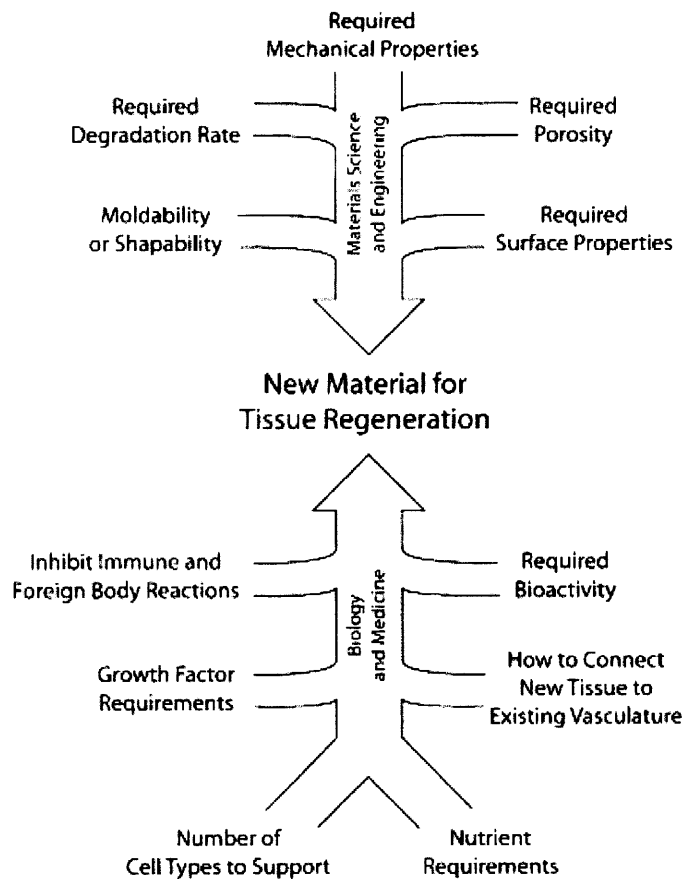 Required
Mechanical Properties
Required
Degradation Rate
Required
Porosity
Materials Science
and Engineering
Moldability
or Shapability
Required
Surface Properties
New Material for
Tissue Regeneration
Inhibit Immune and
Foreign Body Reactions
Required
Bioactivity
Biology
and Medicine
Growth Factor
Requirements
How to Connect
New Tissue to
Existing Vasculature
Number of
Cell Types to Support
Nutrient
Requirements